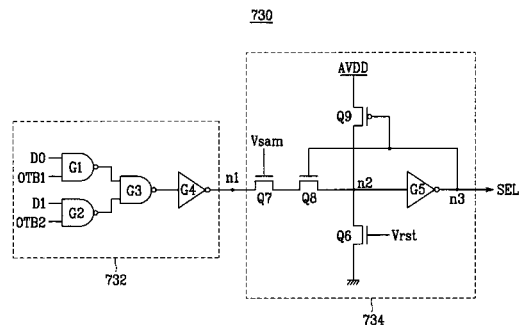 730
AVDD
Q9
Vsam
D0
OTB1
G1
G3
G4
n1
Q7
Q8
n2
G5
n3
SEL
D1
OTB2
G2
Q6
Vrst
732
734